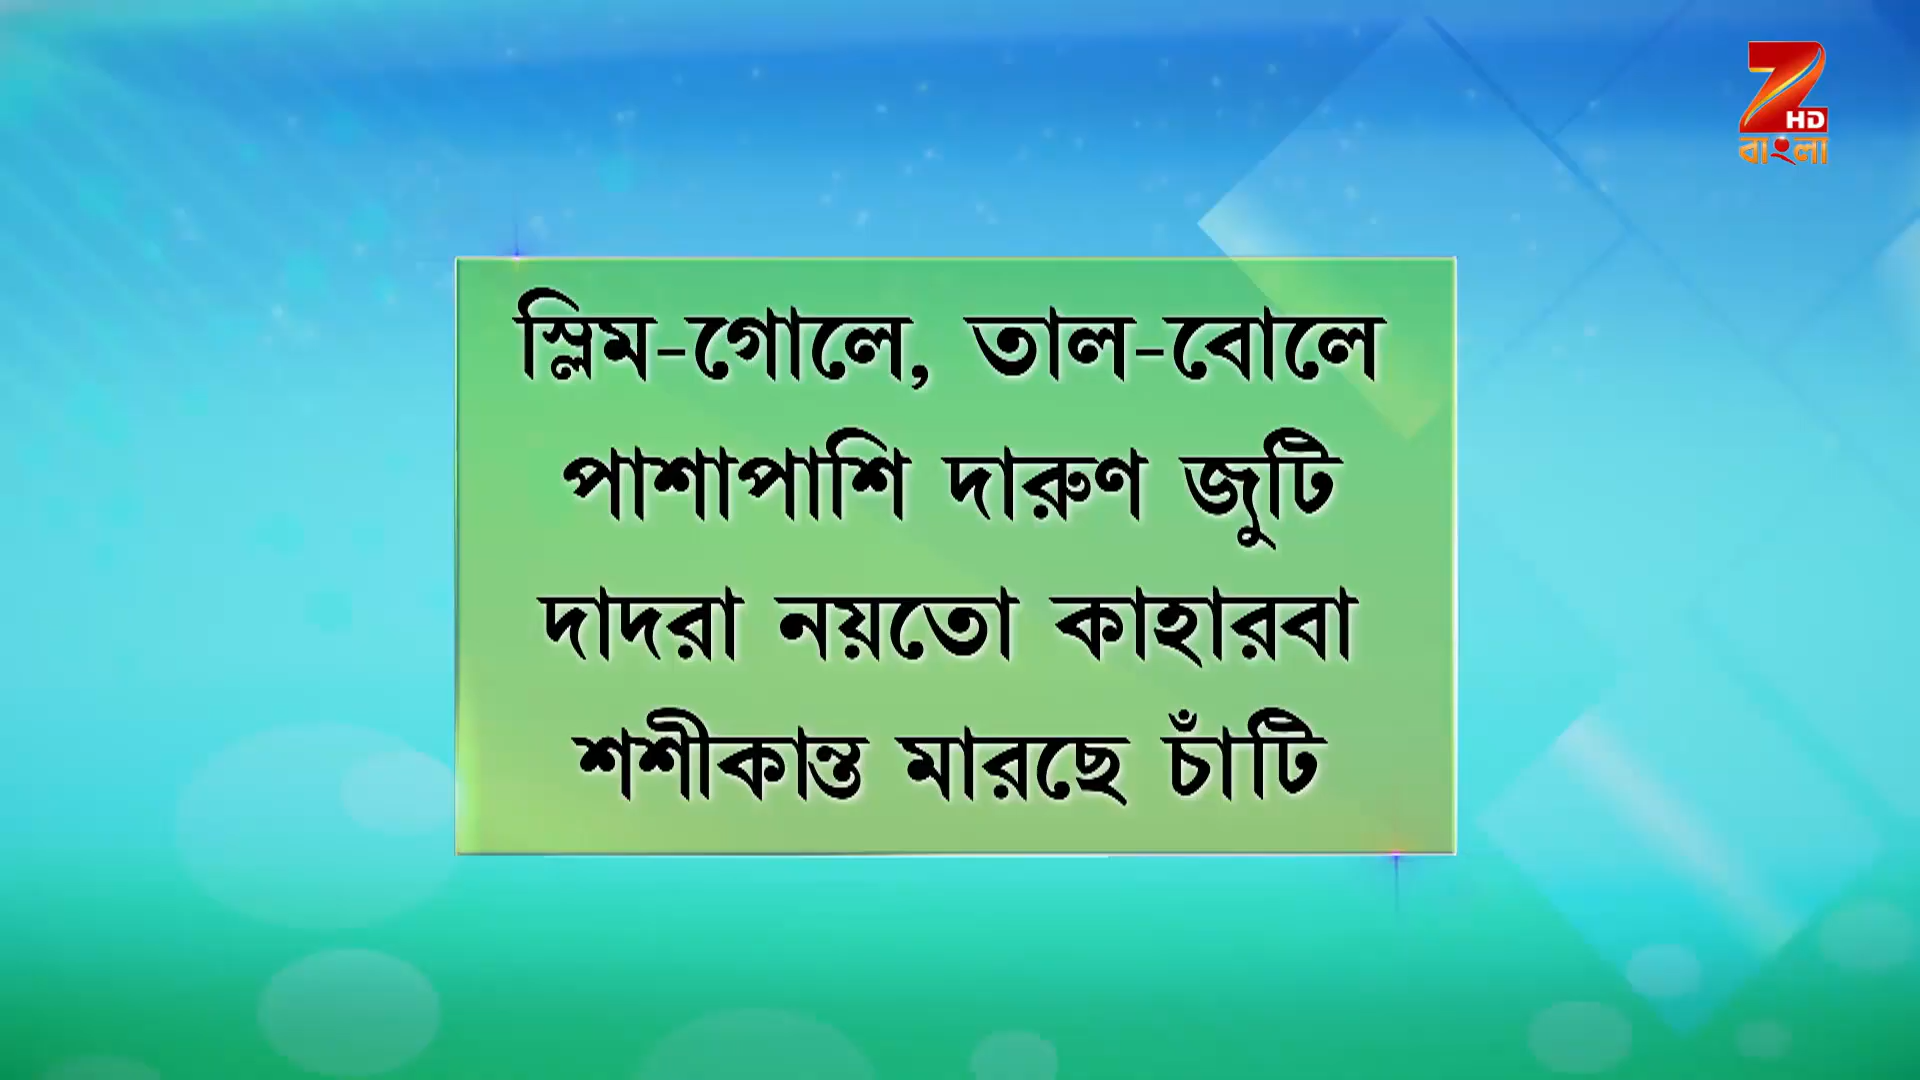 HD
বাংলা
স্লিম-গোলে, তাল-বোলে
পাশাপাশি দারুণ জুটি
দাদরা নয়তো কাহারবা
শশীকান্ত মারছে চাঁটি